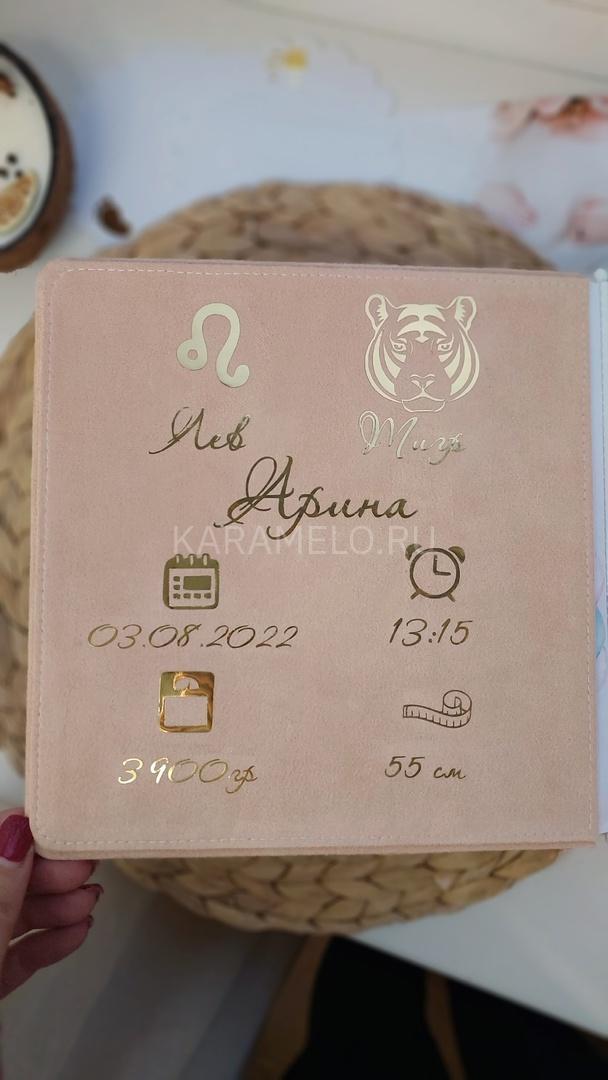 Лев
Тигр
Арина
KARAMELO.RU
03.08.2022
13:15
3900гр
55 см